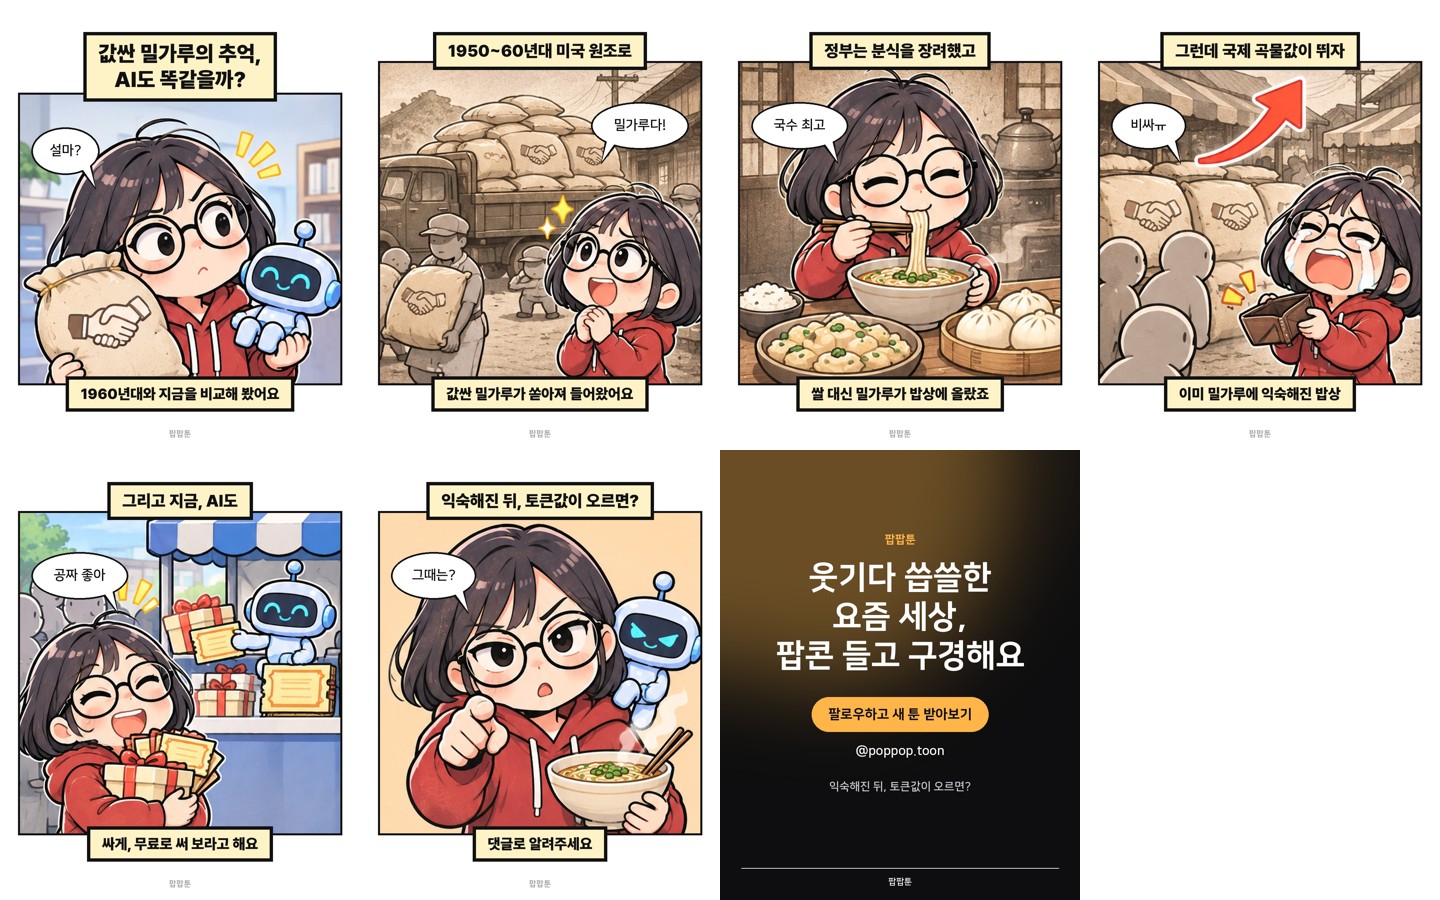 값싼 밀가루의 추억,
AI도 똑같을까?
설마?
1960년대와 지금을 비교해 봤어요
팝팝툰
1950~60년대 미국 원조로
밀가루다!
값싼 밀가루가 쏟아져 들어왔어요
팝팝툰
정부는 분식을 장려했고
국수 최고
쌀 대신 밀가루가 밥상에 올랐죠
팝팝툰
그런데 국제 곡물값이 뛰자
비싸ㅠ
이미 밀가루에 익숙해진 밥상
팝팝툰
그리고 지금, AI도
공짜 좋아
싸게, 무료로 써 보라고 해요
팝팝툰
익숙해진 뒤, 토큰값이 오르면?
그때는?
댓글로 알려주세요
팝팝툰
팝팝툰
웃기다 씁쓸한
요즘 세상,
팝콘 들고 구경해요
팔로우하고 새 툰 받아보기
@poppop.toon
익숙해진 뒤, 토큰값이 오르면?
팝팝툰